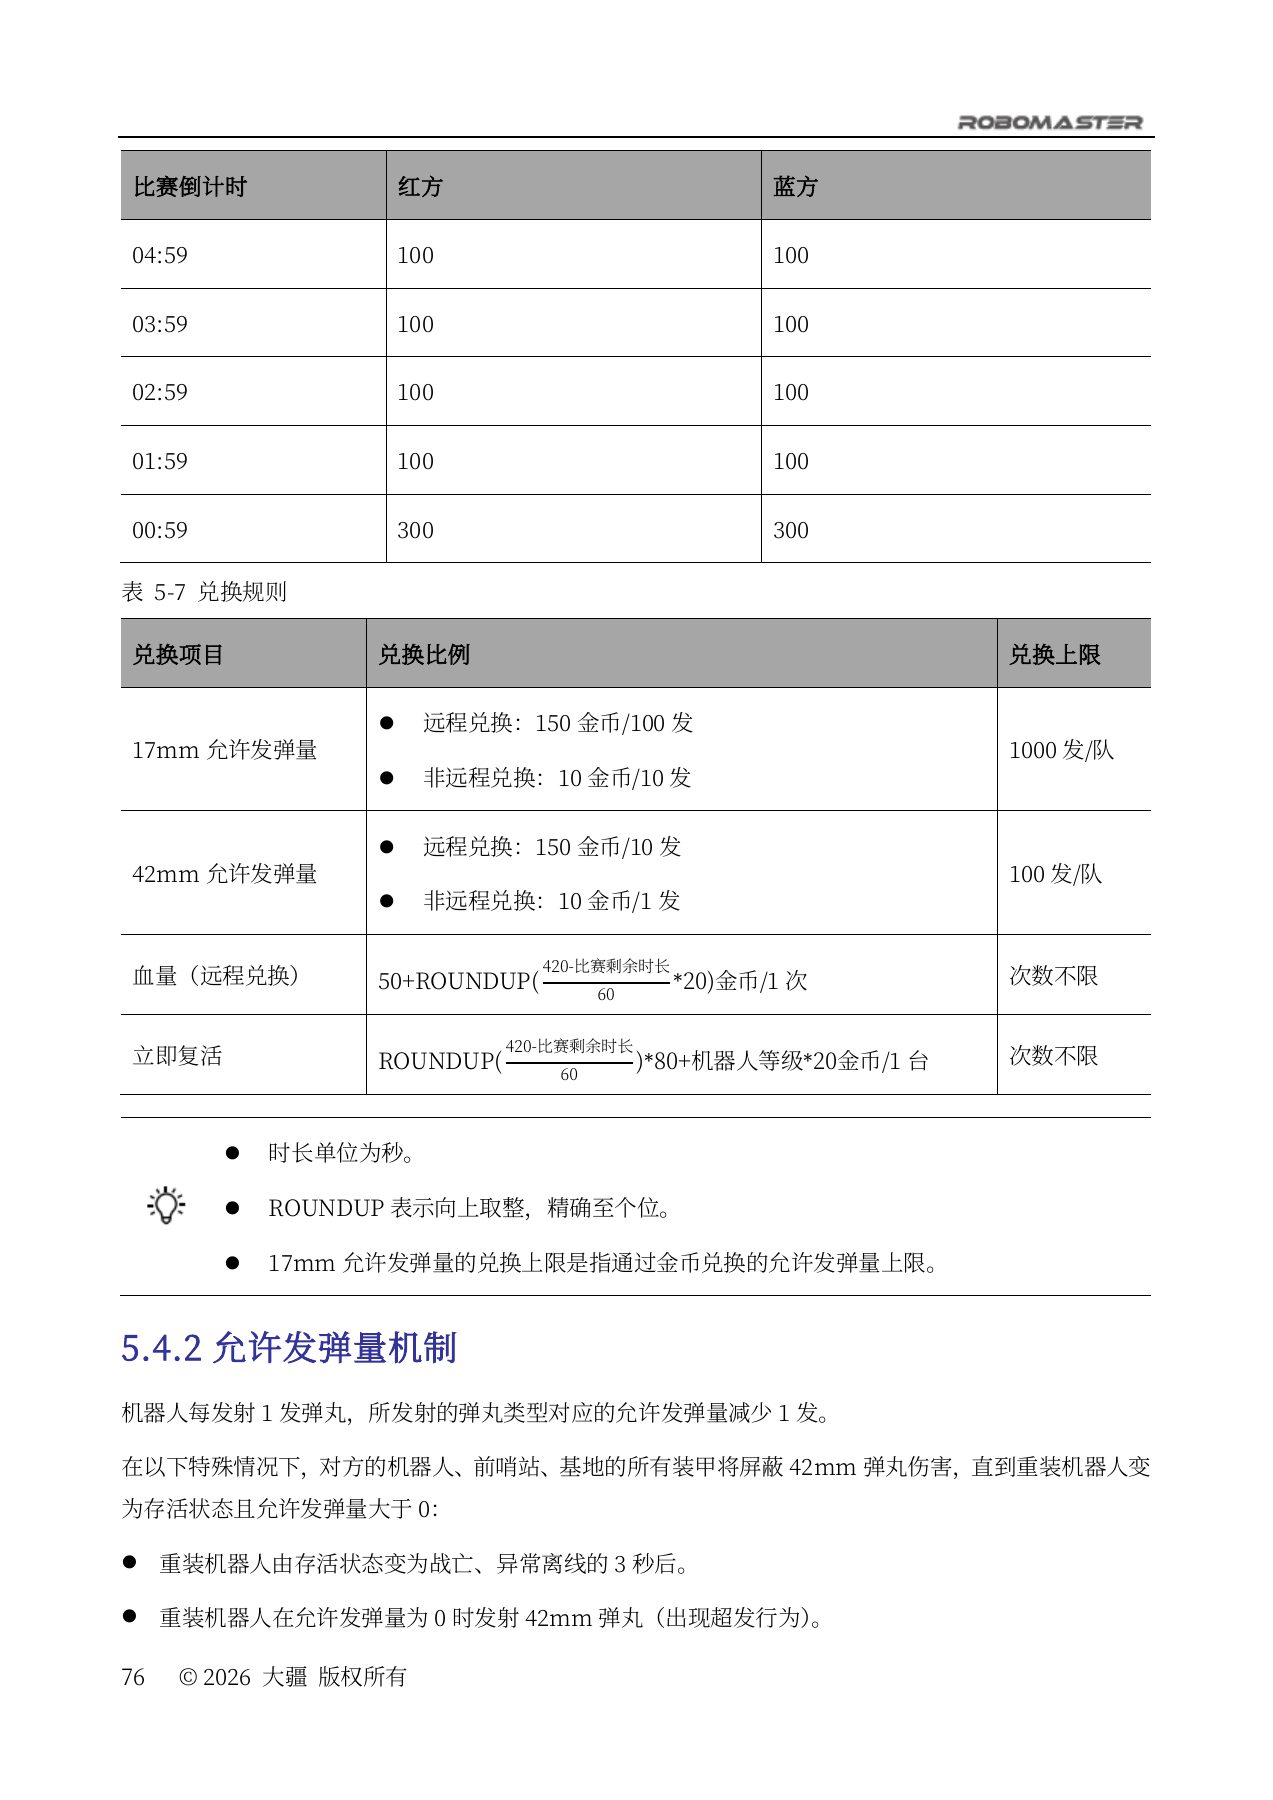 ROBOMASTER
比赛倒计时 红方 蓝方
04:59 100 100
03:59 100 100
02:59 100 100
01:59 100 100
00:59 300 300
表 5-7 兑换规则
兑换项目 兑换比例 兑换上限
17mm 允许发弹量
● 远程兑换：150 金币/100 发
● 非远程兑换：10 金币/10 发
1000 发/队
42mm 允许发弹量
● 远程兑换：150 金币/10 发
● 非远程兑换：10 金币/1 发
100 发/队
血量（远程兑换） 50+ROUNDUP(\frac{420-比赛剩余时长}{60}*20)金币/1 次 次数不限
立即复活 ROUNDUP(\frac{420-比赛剩余时长}{60})*80+机器人等级*20金币/1 台 次数不限
● 时长单位为秒。
● ROUNDUP 表示向上取整，精确至个位。
● 17mm 允许发弹量的兑换上限是指通过金币兑换的允许发弹量上限。
5.4.2 允许发弹量机制
机器人每发射 1 发弹丸，所发射的弹丸类型对应的允许发弹量减少 1 发。
在以下特殊情况下，对方的机器人、前哨站、基地的所有装甲将屏蔽 42mm 弹丸伤害，直到重装机器人变
为存活状态且允许发弹量大于 0：
● 重装机器人由存活状态变为战亡、异常离线的 3 秒后。
● 重装机器人在允许发弹量为 0 时发射 42mm 弹丸（出现超发行为）。
76 © 2026 大疆 版权所有